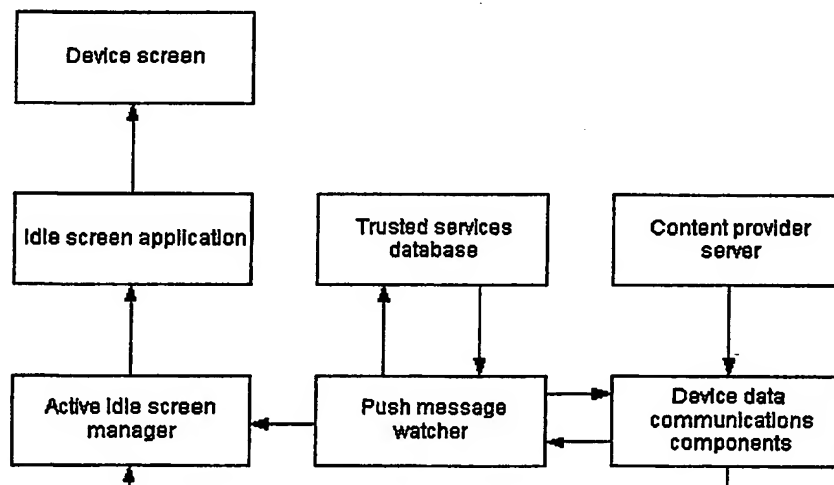 Device screen
Idle screen application
Trusted services
database
Content provider
server
Active idle screen
manager
Push message
watcher
Device data
communications
components